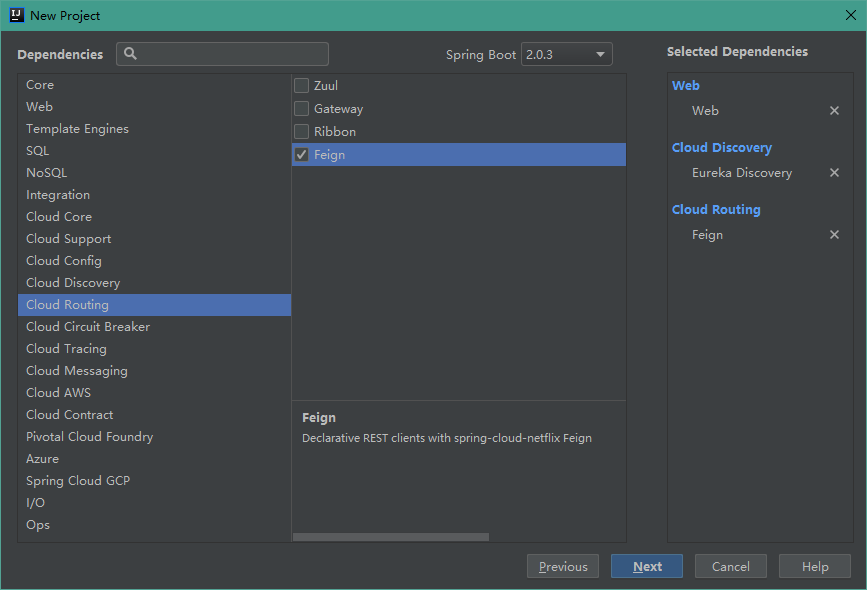 IJ New Project
Dependencies
Spring Boot 2.0.3
Selected Dependencies
Core
Web
Template Engines
SQL
NoSQL
Integration
Cloud Core
Cloud Support
Cloud Config
Cloud Discovery
Cloud Routing
Cloud Circuit Breaker
Cloud Tracing
Cloud Messaging
Cloud AWS
Cloud Contract
Pivotal Cloud Foundry
Azure
Spring Cloud GCP
I/O
Ops
Zuul
Gateway
Ribbon
Feign
Feign
Declarative REST clients with spring-cloud-netflix Feign
Web
Web
Cloud Discovery
Eureka Discovery
Cloud Routing
Feign
Previous
Next
Cancel
Help